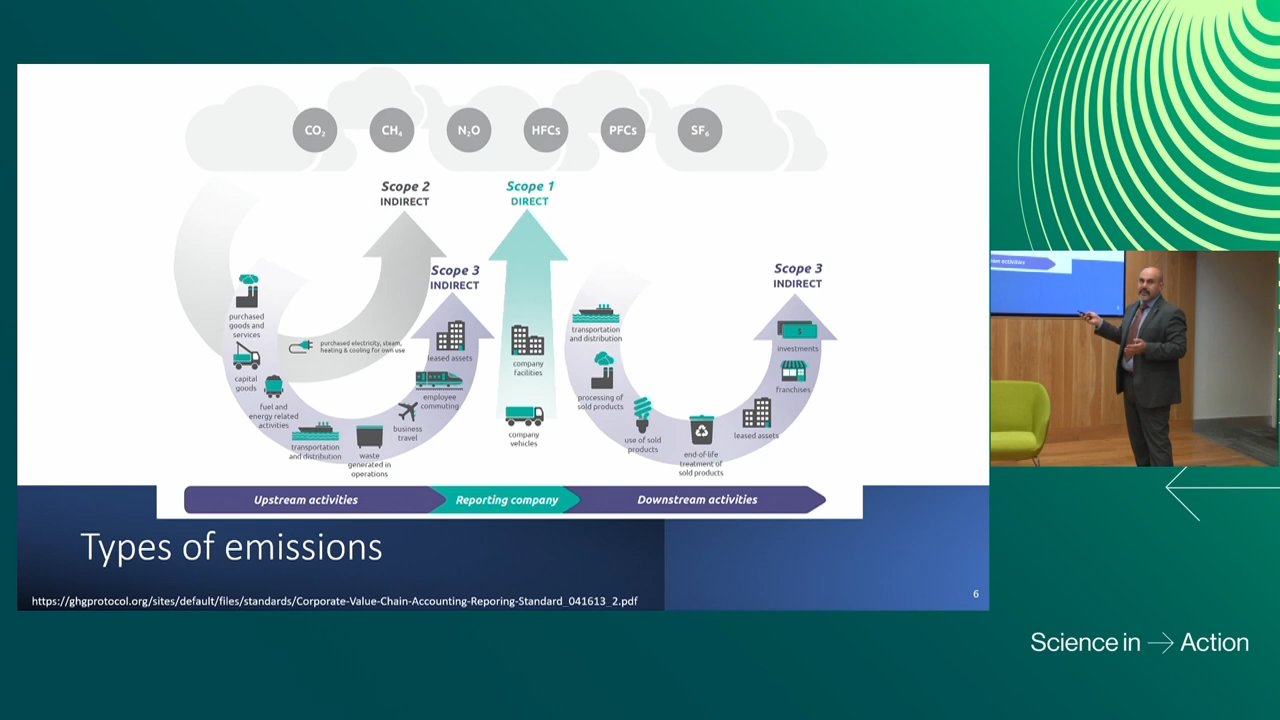 CO₂
CH₄
N₂O
HFCs
PFCs
SF₆
Scope 2
INDIRECT
Scope 1
DIRECT
Scope 3
INDIRECT
Scope 3
INDIRECT
purchased
goods and
services
capital
goods
fuel and
energy related
activities
transportation
and distribution
waste
generated in
operations
business
travel
employee
commuting
leased assets
purchased electricity, steam,
heating & cooling for own use
company
facilities
company
vehicles
transportation
and distribution
processing of
sold products
use of sold
products
end-of-life
treatment of
sold products
leased assets
franchises
investments
$
Upstream activities
Reporting company
Downstream activities
Types of emissions
https://ghgprotocol.org/sites/default/files/standards/Corporate-Value-Chain-Accounting-Reporing-Standard_041613_2.pdf
6
activities
Science in → Action